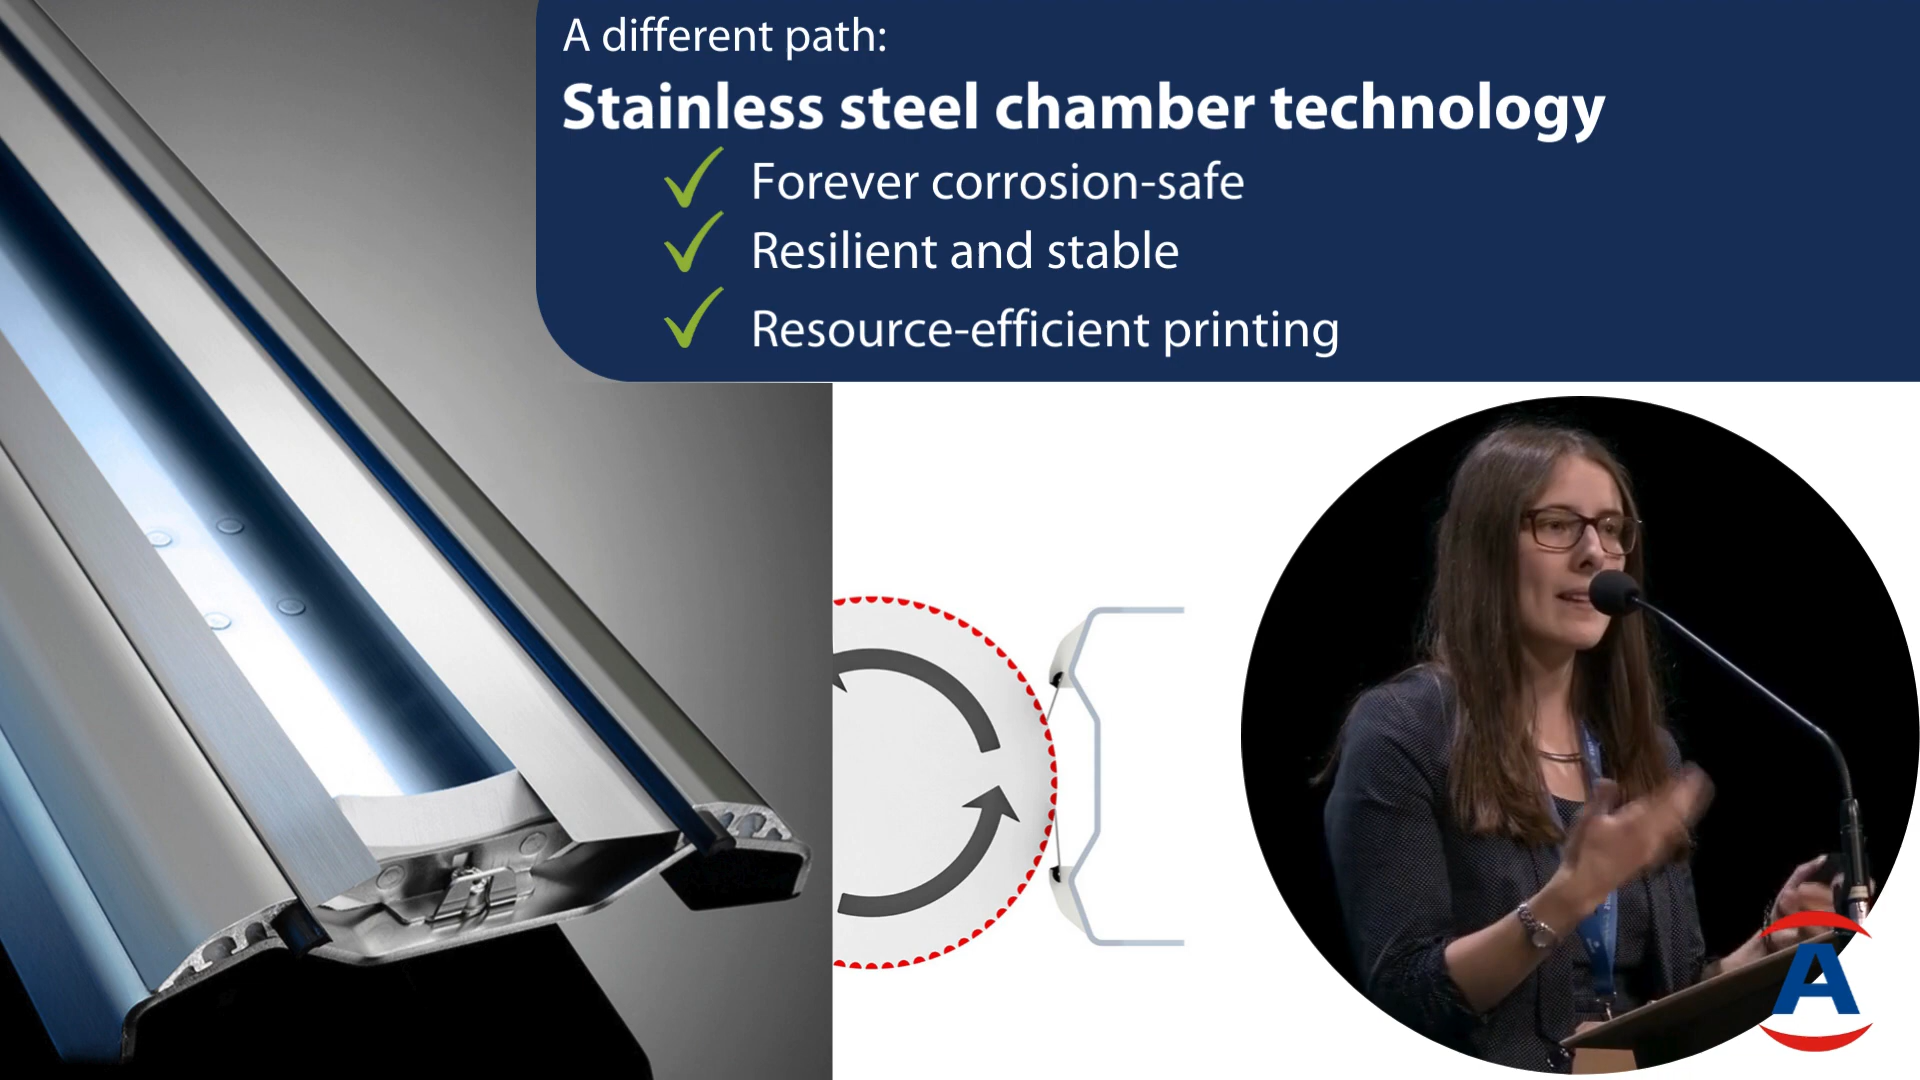 A different path:
Stainless steel chamber technology
Forever corrosion-safe
Resilient and stable
Resource-efficient printing
A